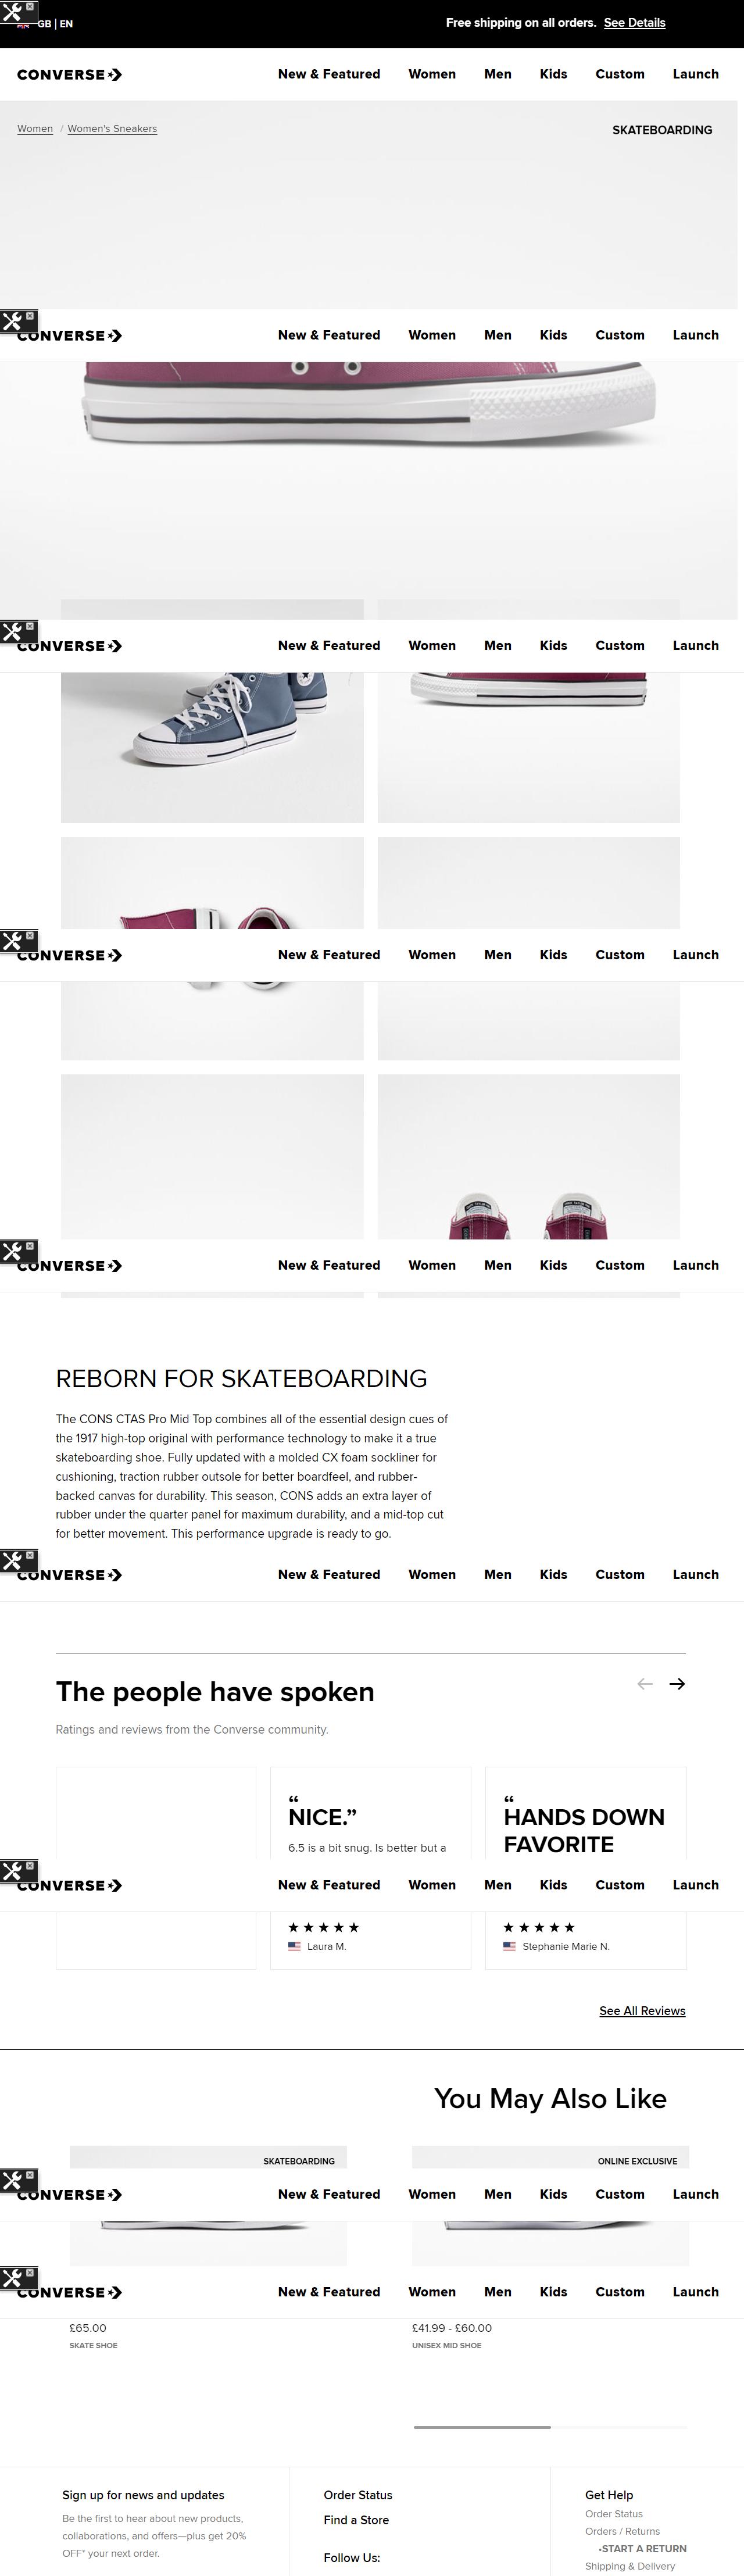 GB | EN
Free shipping on all orders. See Details
CONVERSE
New & Featured Women Men Kids Custom Launch
Women / Women's Sneakers
SKATEBOARDING
CONVERSE
New & Featured Women Men Kids Custom Launch
CONVERSE
New & Featured Women Men Kids Custom Launch
CONVERSE
New & Featured Women Men Kids Custom Launch
CONVERSE
New & Featured Women Men Kids Custom Launch
REBORN FOR SKATEBOARDING
The CONS CTAS Pro Mid Top combines all of the essential design cues of
the 1917 high-top original with performance technology to make it a true
skateboarding shoe. Fully updated with a molded CX foam sockliner for
cushioning, traction rubber outsole for better boardfeel, and rubber-
backed canvas for durability. This season, CONS adds an extra layer of
rubber under the quarter panel for maximum durability, and a mid-top cut
for better movement. This performance upgrade is ready to go.
CONVERSE
New & Featured Women Men Kids Custom Launch
The people have spoken
Ratings and reviews from the Converse community.
“
NICE.”
6.5 is a bit snug. Is better but a
“
HANDS DOWN
FAVORITE
CONVERSE
New & Featured Women Men Kids Custom Launch
★★★★★
Laura M.
★★★★★
Stephanie Marie N.
See All Reviews
You May Also Like
SKATEBOARDING
ONLINE EXCLUSIVE
CONVERSE
New & Featured Women Men Kids Custom Launch
CONVERSE
New & Featured Women Men Kids Custom Launch
£65.00
SKATE SHOE
£41.99 - £60.00
UNISEX MID SHOE
Sign up for news and updates
Be the first to hear about new products,
collaborations, and offers—plus get 20%
OFF* your next order.
Order Status
Find a Store
Follow Us:
Get Help
Order Status
Orders / Returns
•START A RETURN
Shipping & Delivery